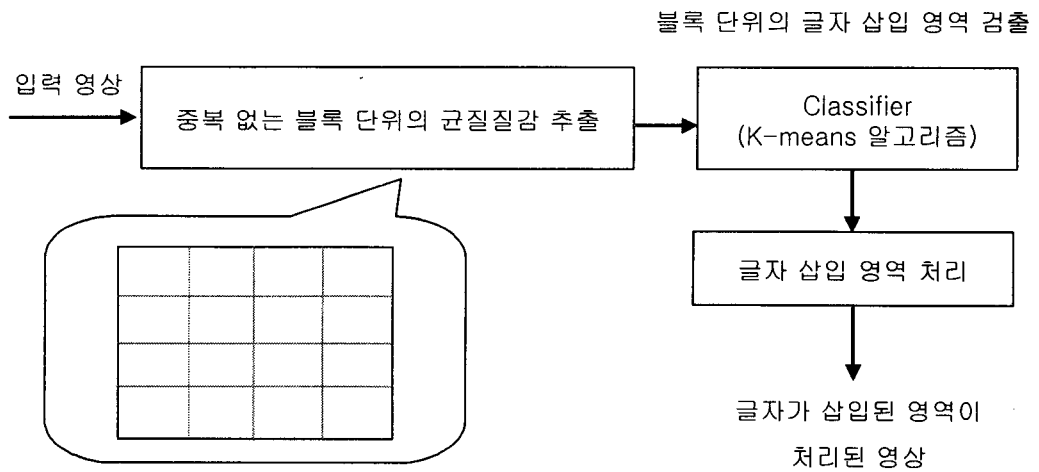 블록 단위의 글자 삽입 영역 검출
입력 영상
중복 없는 블록 단위의 균질질감 추출
Classifier
(K-means 알고리즘)
글자 삽입 영역 처리
글자가 삽입된 영역이
처리된 영상